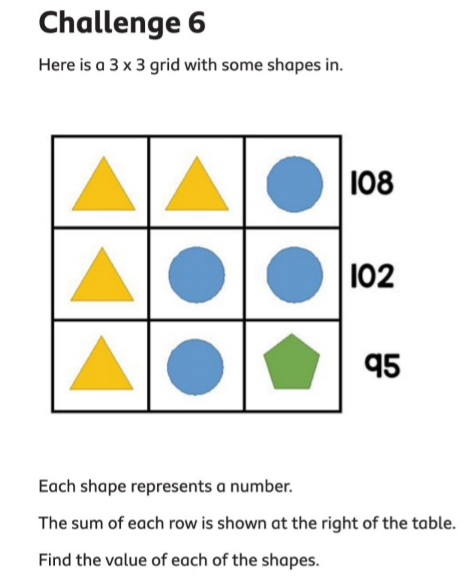 Challenge 6
Here is a 3 x 3 grid with some shapes in.
108
102
95
Each shape represents a number.
The sum of each row is shown at the right of the table.
Find the value of each of the shapes.